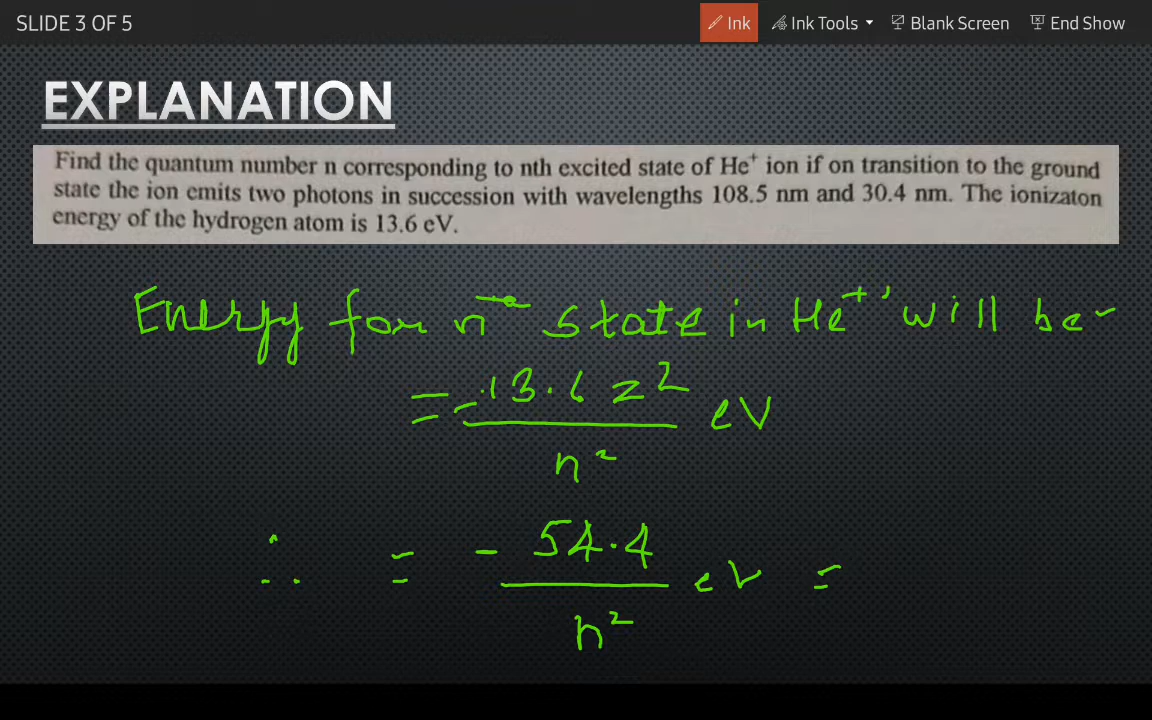 SLIDE 3 OF 5 Ink Ink Tools Blank Screen End Show
EXPLANATION
Find the quantum number n corresponding to nth excited state of He⁺ ion if on transition to the ground
state the ion emits two photons in succession with wavelengths 108.5 nm and 30.4 nm. The ionizaton
energy of the hydrogen atom is 13.6 eV.
Energy for n state in He⁺' will be
= -13.6 z²
eV
n²
∴ = - 54.4
eV =
n²